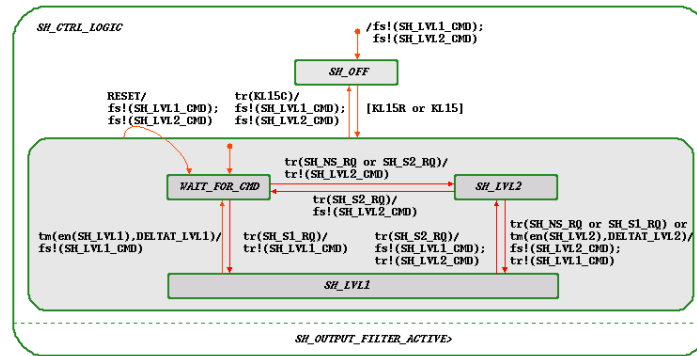 SH_CTRL_LOGIC
/fs!(SH_LVL1_CMD);
fs!(SH_LVL2_CMD)
SH_OFF
RESET/
fs!(SH_LVL1_CMD);
fs!(SH_LVL2_CMD)
tr(KL15C)/
fs!(SH_LVL1_CMD);
fs!(SH_LVL2_CMD)
[KL15R or KL15]
tr(SH_NS_RQ or SH_S2_RQ)/
tr!(SH_LVL2_CMD)
WAIT_FOR_CMD
SH_LVL2
tr(SH_S2_RQ)/
fs!(SH_LVL2_CMD)
tm(en(SH_LVL1),DELTAT_LVL1)/
fs!(SH_LVL1_CMD)
tr(SH_S1_RQ)/
tr!(SH_LVL1_CMD)
tr(SH_S2_RQ)/
fs!(SH_LVL1_CMD);
tr!(SH_LVL2_CMD)
tr(SH_NS_RQ or SH_S1_RQ) or
tm(en(SH_LVL2),DELTAT_LVL2)/
fs!(SH_LVL2_CMD);
tr!(SH_LVL1_CMD)
SH_LVL1
SH_OUTPUT_FILTER_ACTIVE>